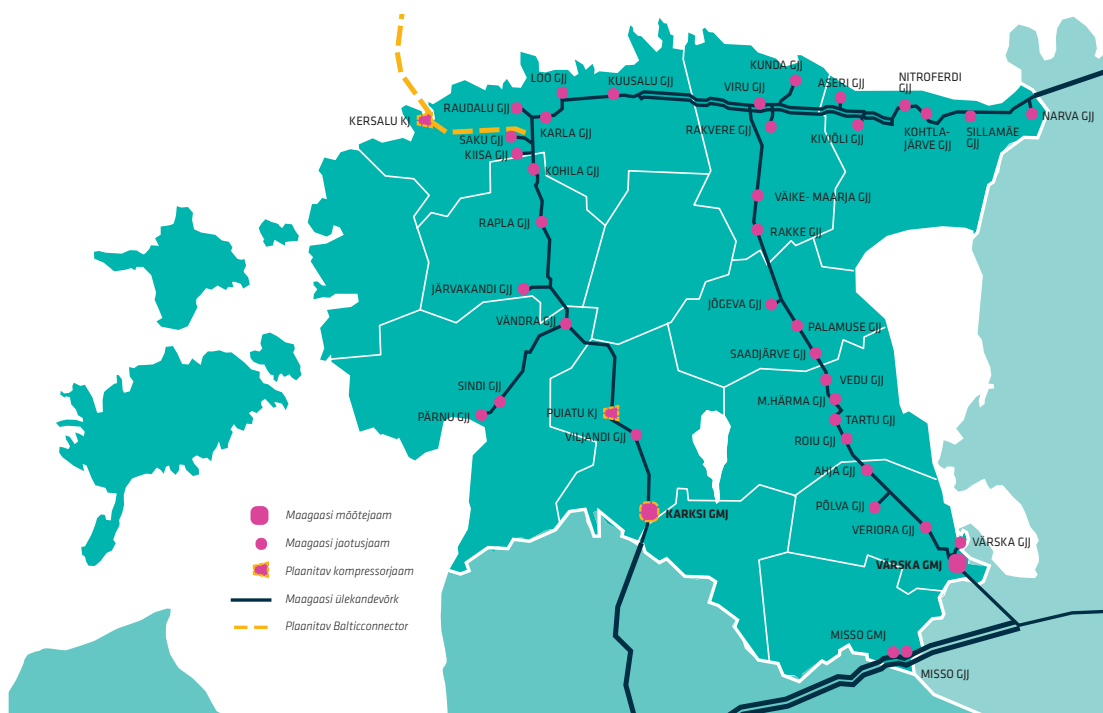 KUNDA GJJ
LOO GJJ
KUUSALU GJJ
VIRU GJJ
ASERI GJJ
NITROFERDI
GJJ
RAUDALU GJJ
KERSALU KJ
KARLA GJJ
RAKVERE GJJ
KIVIÕLI GJJ
KOHTLA-
JÄRVE GJJ
SILLAMÄE
GJJ
NARVA GJJ
SAKU GJJ
KIISA GJJ
KOHILA GJJ
VÄIKE- MAARJA GJJ
RAPLA GJJ
RAKKE GJJ
JÄRVAKANDI GJJ
JÕGEVA GJJ
VÄNDRA GJJ
PALAMUSE GJJ
SAADJÄRVE GJJ
VEDU GJJ
SINDI GJJ
M.HÄRMA GJJ
PÄRNU GJJ
PUIATU KJ
TARTU GJJ
VILJANDI GJJ
ROIU GJJ
AHJA GJJ
PÕLVA GJJ
KARKSI GMJ
VERIORA GJJ
VÄRSKA GJJ
VÄRSKA GMJ
MISSO GMJ
MISSO GJJ
Maagaasi mõõtejaam
Maagaasi jaotusjaam
Plaanitav kompressorjaam
Maagaasi ülekandevõrk
Plaanitav Balticconnector